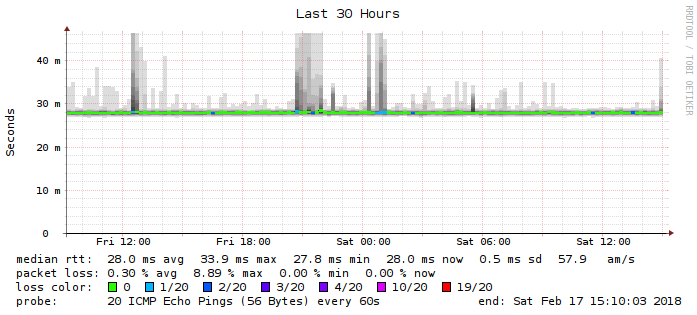 Last 30 Hours
RRDTOOL / TOBI OETIKER
Seconds
40 m
30 m
20 m
10 m
0
Fri 12:00 Fri 18:00 Sat 00:00 Sat 06:00 Sat 12:00
median rtt: 28.0 ms avg 33.9 ms max 27.8 ms min 28.0 ms now 0.5 ms sd 57.9 am/s
packet loss: 0.30 % avg 8.89 % max 0.00 % min 0.00 % now
loss color: 0 1/20 2/20 3/20 4/20 10/20 19/20
probe: 20 ICMP Echo Pings (56 Bytes) every 60s end: Sat Feb 17 15:10:03 2018